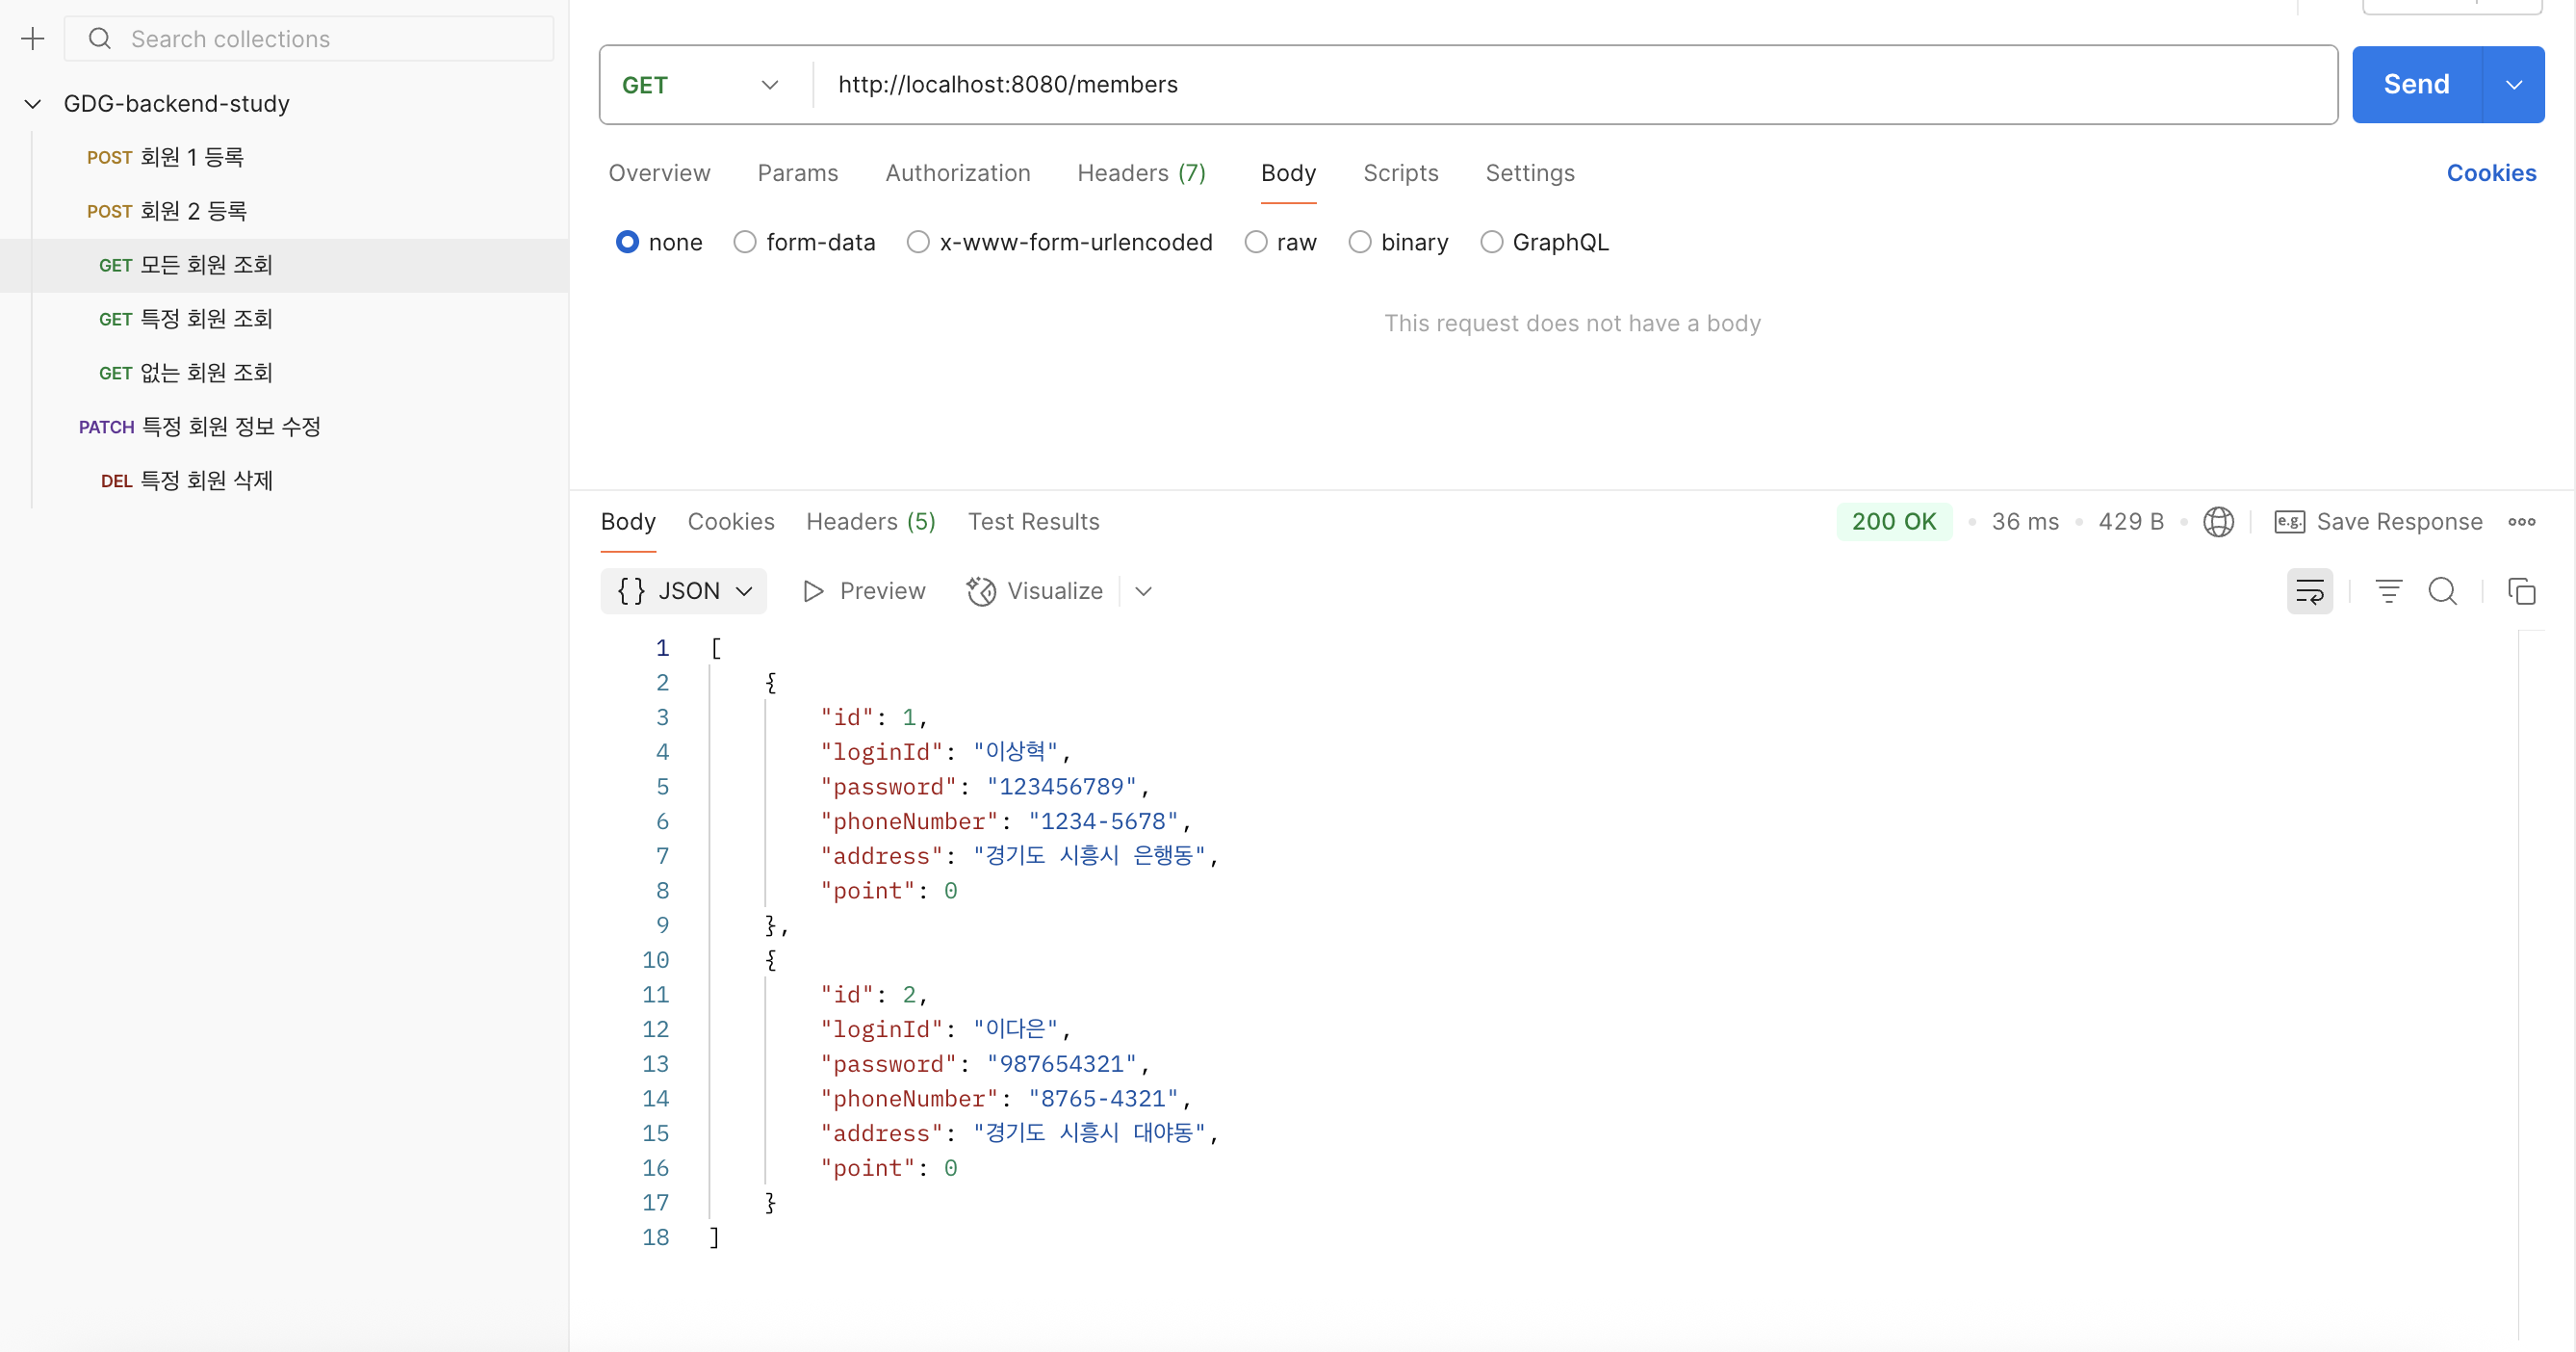 Search collections
GDG-backend-study
POST 회원 1 등록
POST 회원 2 등록
GET 모든 회원 조회
GET 특정 회원 조회
GET 없는 회원 조회
PATCH 특정 회원 정보 수정
DEL 특정 회원 삭제
GET http://localhost:8080/members Send
Overview Params Authorization Headers (7) Body Scripts Settings Cookies
none form-data x-www-form-urlencoded raw binary GraphQL
This request does not have a body
Body Cookies Headers (5) Test Results 200 OK • 36 ms • 429 B • e.g. Save Response
{} JSON Preview Visualize
1 [
2 {
3 "id": 1,
4 "loginId": "이상혁",
5 "password": "123456789",
6 "phoneNumber": "1234-5678",
7 "address": "경기도 시흥시 은행동",
8 "point": 0
9 },
10 {
11 "id": 2,
12 "loginId": "이다은",
13 "password": "987654321",
14 "phoneNumber": "8765-4321",
15 "address": "경기도 시흥시 대야동",
16 "point": 0
17 }
18 ]